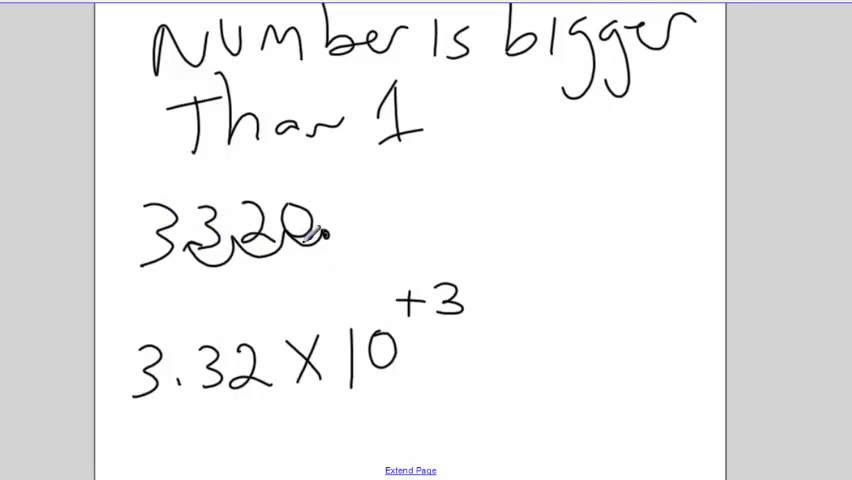 NUMber is bigger
Than 1
3320.
3.32 X 10^+3
Extend Page